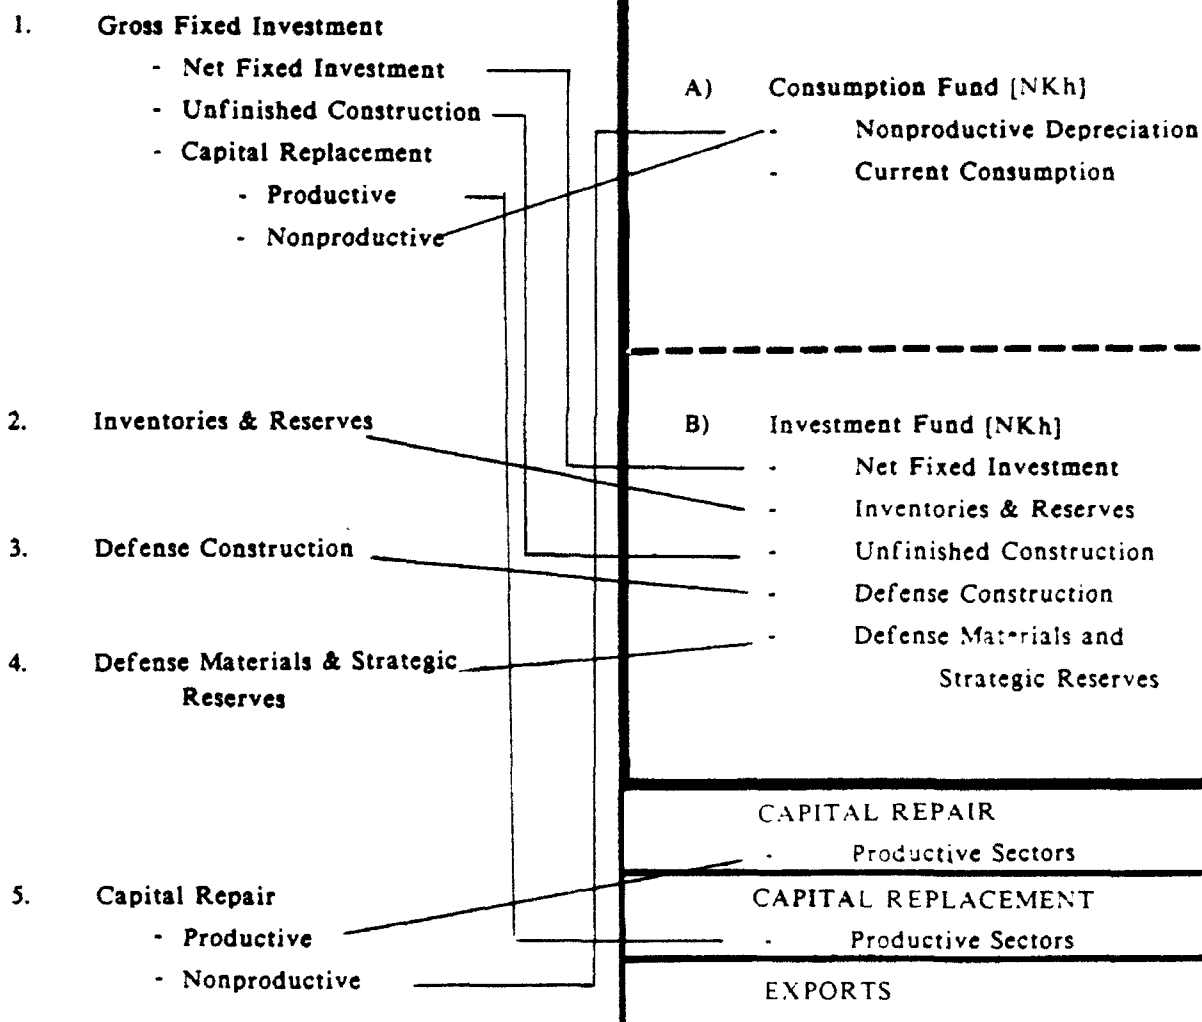 1. Gross Fixed Investment
- Net Fixed Investment
- Unfinished Construction
- Capital Replacement
- Productive
- Nonproductive
2. Inventories & Reserves
3. Defense Construction
4. Defense Materials & Strategic
Reserves
5. Capital Repair
- Productive
- Nonproductive
A) Consumption Fund [NKh]
- Nonproductive Depreciation
- Current Consumption
B) Investment Fund [NKh]
- Net Fixed Investment
- Inventories & Reserves
- Unfinished Construction
- Defense Construction
- Defense Materials and
Strategic Reserves
CAPITAL REPAIR
- Productive Sectors
CAPITAL REPLACEMENT
- Productive Sectors
EXPORTS